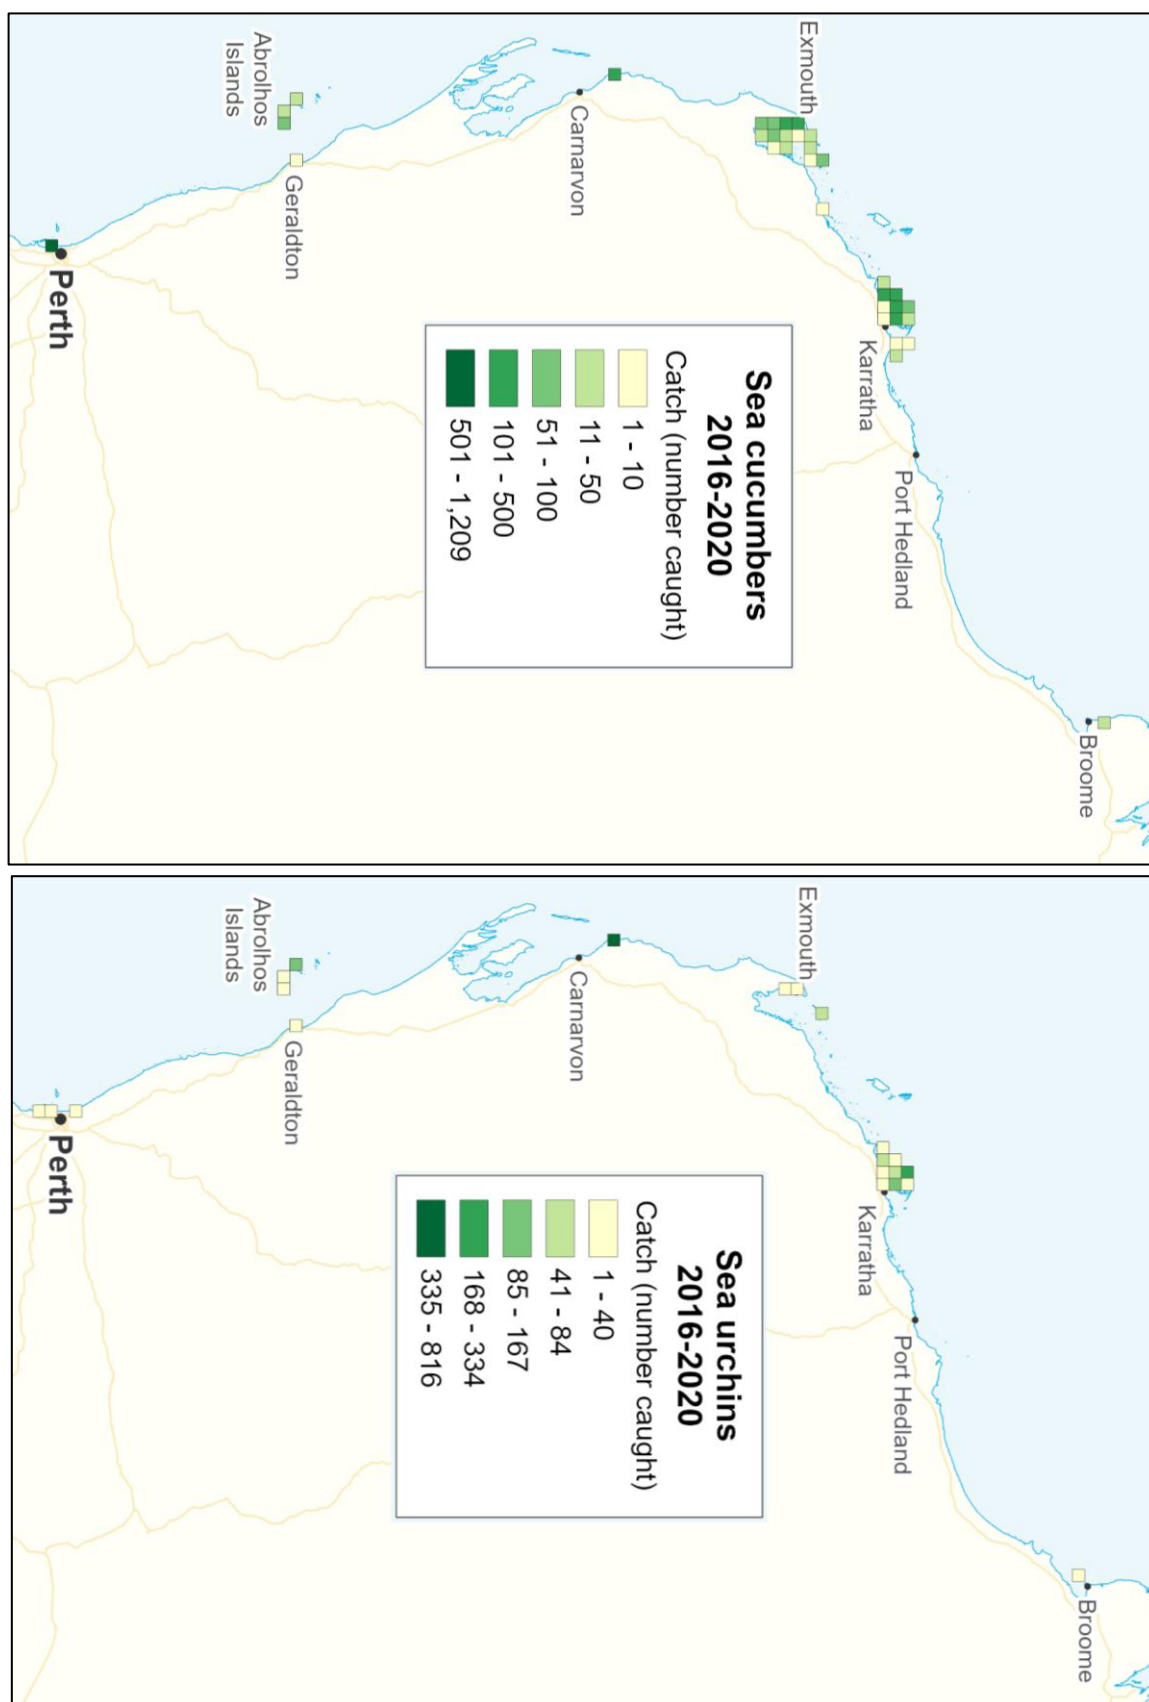 Sea cucumbers
2016-2020
Catch (number caught)
1 - 10
11 - 50
51 - 100
101 - 500
501 - 1,209
Broome
Port Hedland
Karratha
Exmouth
Carnarvon
Geraldton
Abrolhos
Islands
Perth
Sea urchins
2016-2020
Catch (number caught)
1 - 40
41 - 84
85 - 167
168 - 334
335 - 816
Broome
Port Hedland
Karratha
Exmouth
Carnarvon
Geraldton
Abrolhos
Islands
Perth